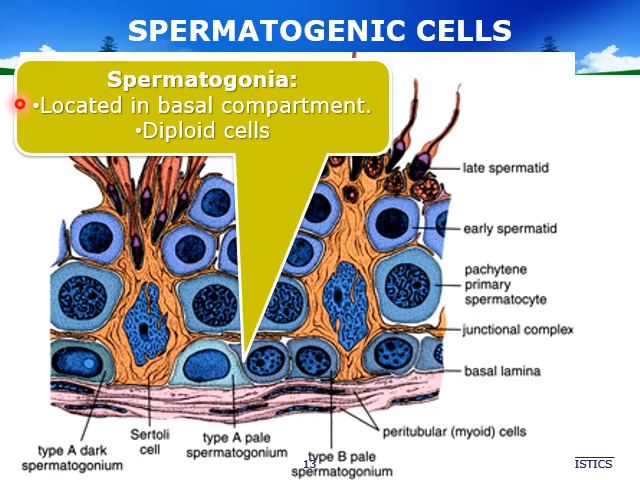 SPERMATOGENIC CELLS
Spermatogonia:
•Located in basal compartment.
•Diploid cells
late spermatid
early spermatid
pachytene
primary
spermatocyte
junctional complex
basal lamina
peritubular (myoid) cells
type A dark
spermatogonium
Sertoli
cell
type A pale
spermatogonium
type B pale
spermatogonium
13
ISTICS